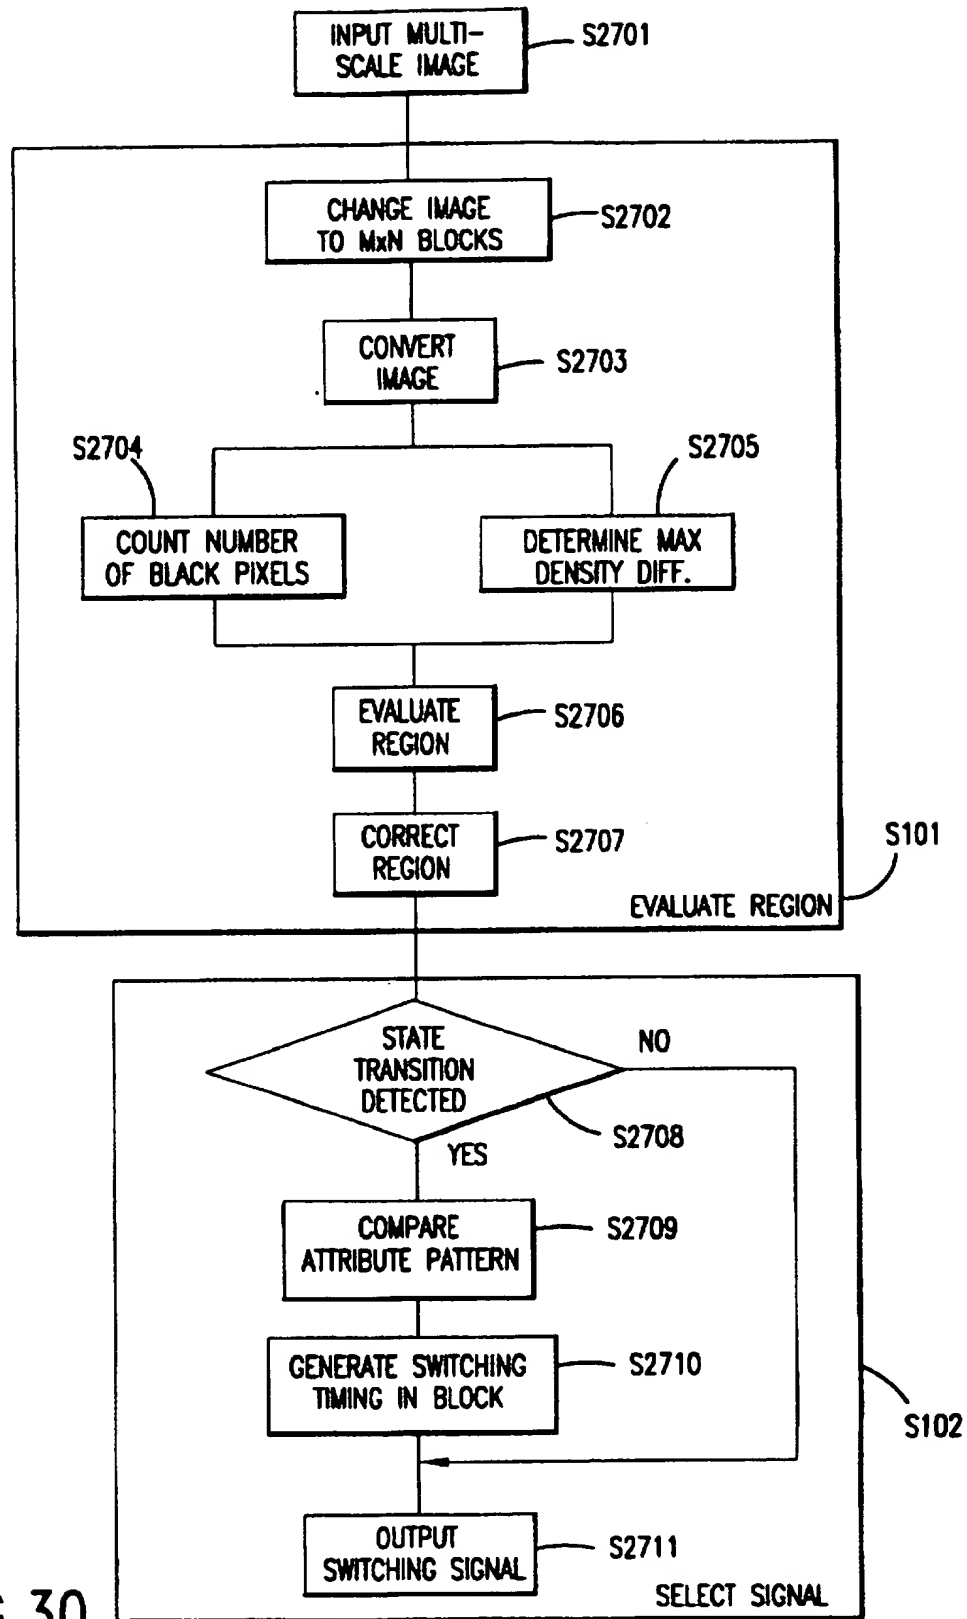 INPUT MULTI-
SCALE IMAGE
S2701
CHANGE IMAGE
TO MxN BLOCKS
S2702
CONVERT
IMAGE
S2703
S2704
S2705
COUNT NUMBER
OF BLACK PIXELS
DETERMINE MAX
DENSITY DIFF.
EVALUATE
REGION
S2706
CORRECT
REGION
S2707
S101
EVALUATE REGION
STATE
TRANSITION
DETECTED
NO
S2708
YES
COMPARE
ATTRIBUTE PATTERN
S2709
GENERATE SWITCHING
TIMING IN BLOCK
S2710
S102
OUTPUT
SWITCHING SIGNAL
S2711
SELECT SIGNAL
30